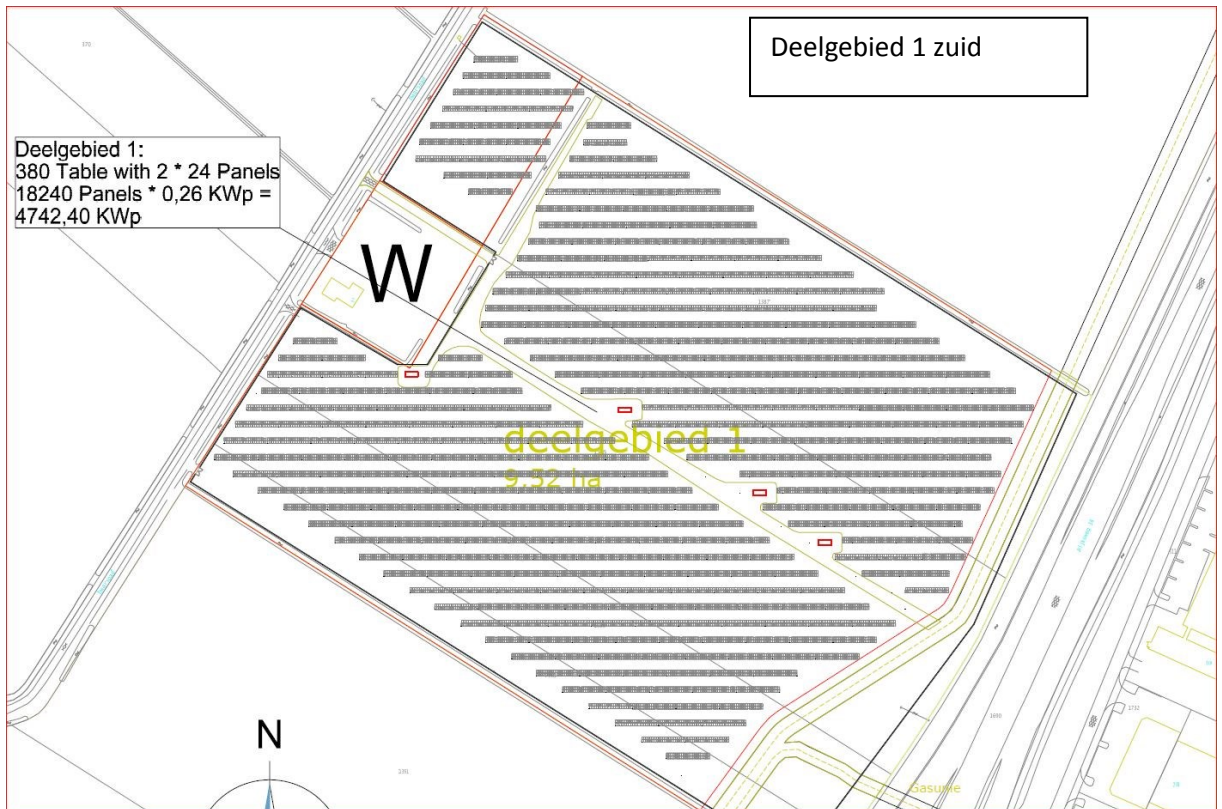 Deelgebied 1 zuid
Deelgebied 1:
380 Table with 2 * 24 Panels
18240 Panels * 0,26 KWp =
4742,40 KWp
W
deelgebied 1
9.52 ha
N
Gasunie